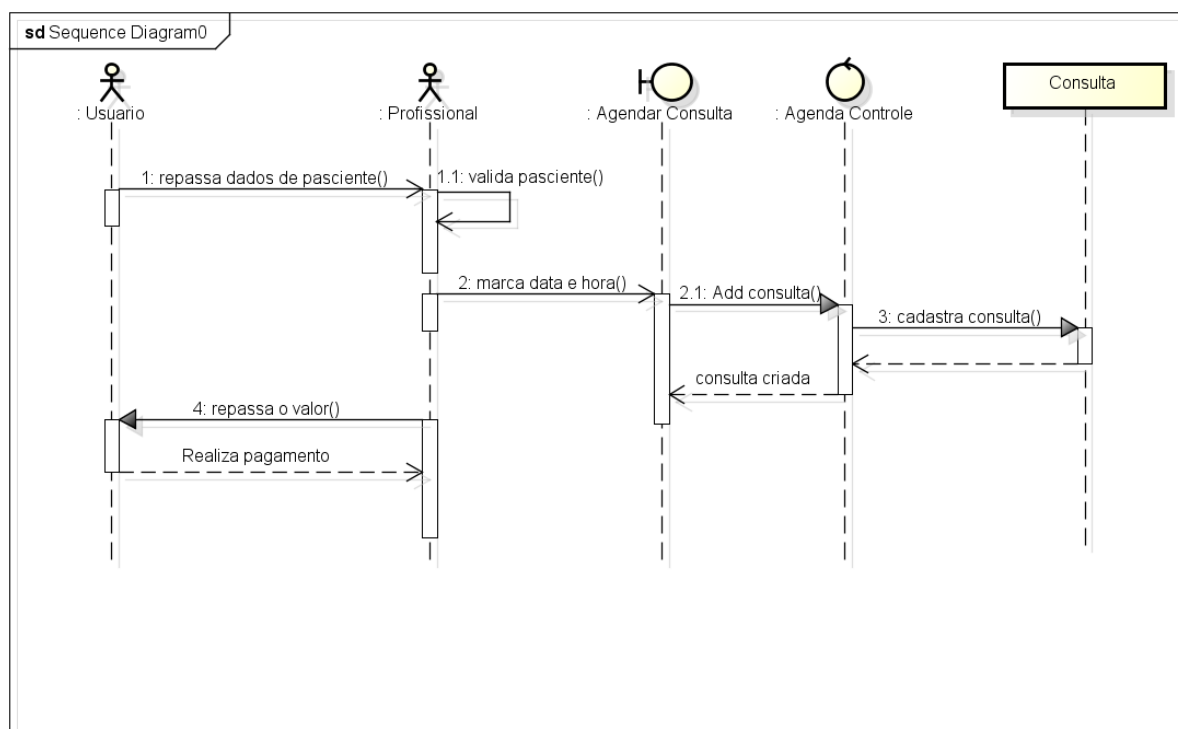 sd Sequence Diagram0
: Usuario
: Profissional
: Agendar Consulta
: Agenda Controle
Consulta
1: repassa dados de pasciente()
1.1: valida pasciente()
2: marca data e hora()
2.1: Add consulta()
3: cadastra consulta()
consulta criada
4: repassa o valor()
Realiza pagamento